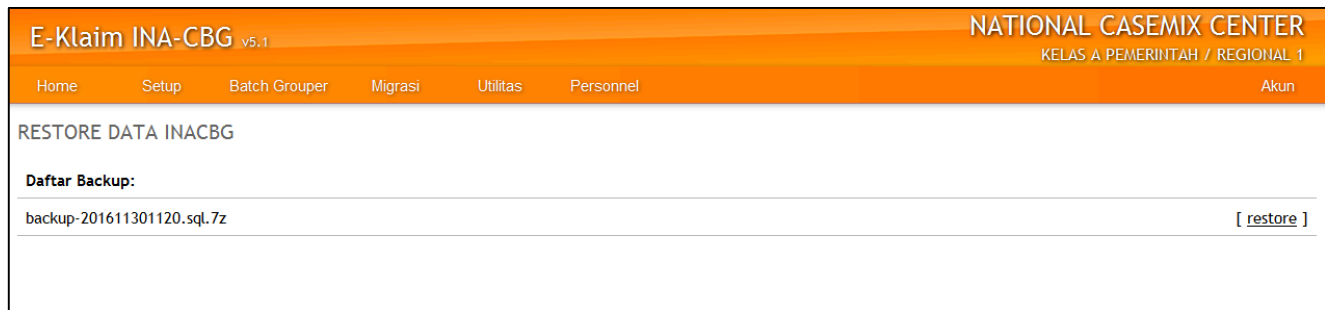 E-Klaim INA-CBG v5.1
NATIONAL CASEMIX CENTER
KELAS A PEMERINTAH / REGIONAL 1
Home Setup Batch Grouper Migrasi Utilitas Personnel Akun
RESTORE DATA INACBG
Daftar Backup:
backup-201611301120.sql.7z [ restore ]